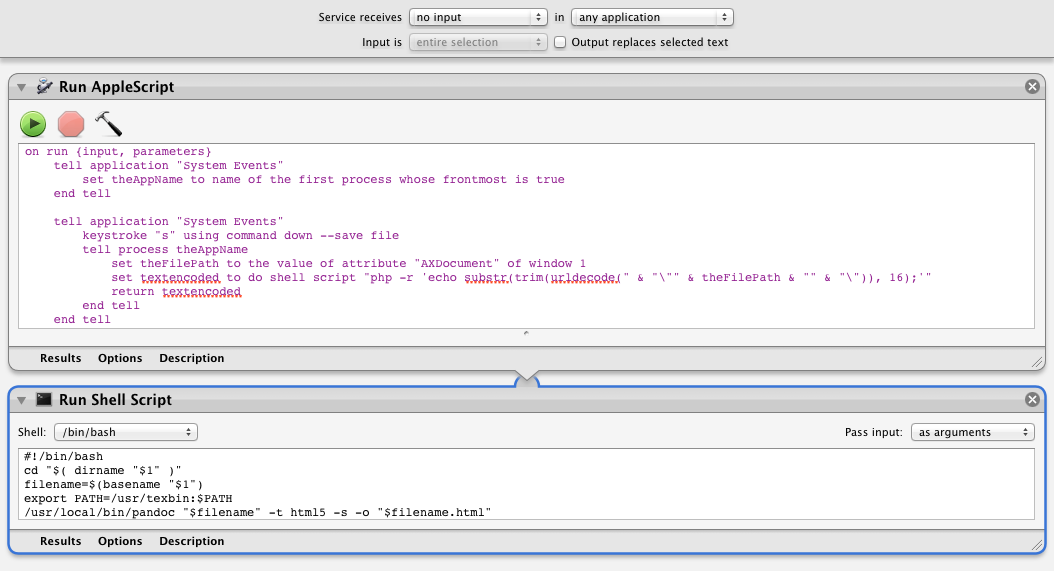 Service receives no input in any application
Input is entire selection Output replaces selected text
Run AppleScript
on run {input, parameters}
    tell application "System Events"
        set theAppName to name of the first process whose frontmost is true
    end tell

    tell application "System Events"
        keystroke "s" using command down --save file
        tell process theAppName
            set theFilePath to the value of attribute "AXDocument" of window 1
            set textencoded to do shell script "php -r 'echo substr(trim(urldecode(" & "\"" & theFilePath & "" & "\")), 16);'"
            return textencoded
        end tell
    end tell
Results Options Description
Run Shell Script
Shell: /bin/bash Pass input: as arguments
#!/bin/bash
cd "$( dirname "$1" )"
filename=$(basename "$1")
export PATH=/usr/texbin:$PATH
/usr/local/bin/pandoc "$filename" -t html5 -s -o "$filename.html"
Results Options Description